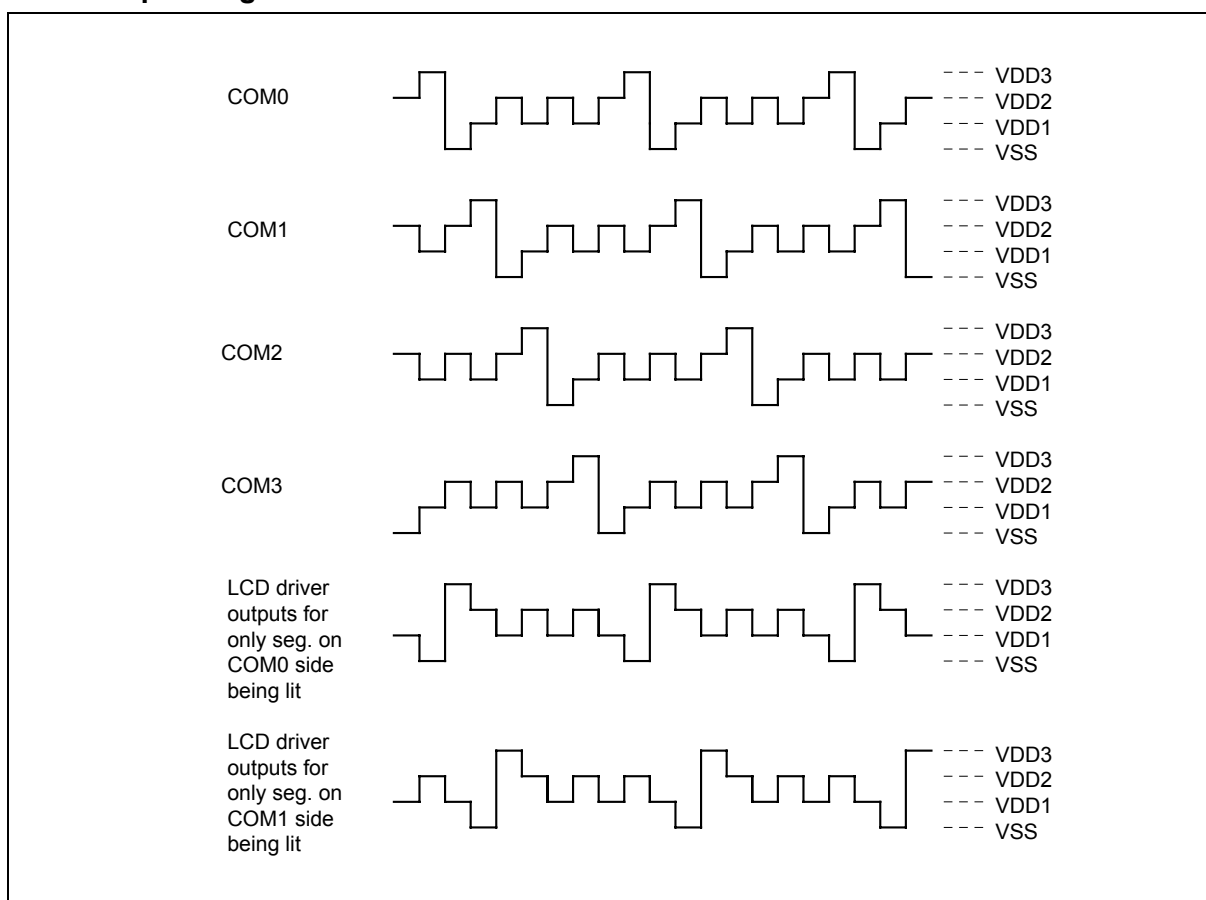 COM0
VDD3
VDD2
VDD1
VSS
COM1
VDD3
VDD2
VDD1
VSS
COM2
VDD3
VDD2
VDD1
VSS
COM3
VDD3
VDD2
VDD1
VSS
LCD driver
outputs for
only seg. on
COM0 side
being lit
VDD3
VDD2
VDD1
VSS
LCD driver
outputs for
only seg. on
COM1 side
being lit
VDD3
VDD2
VDD1
VSS